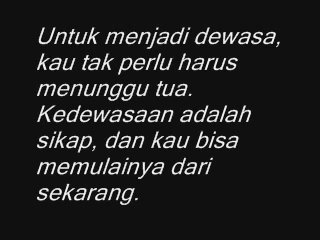 Untuk menjadi dewasa,
kau tak perlu harus
menunggu tua.
Kedewasaan adalah
sikap, dan kau bisa
memulainya dari
sekarang.